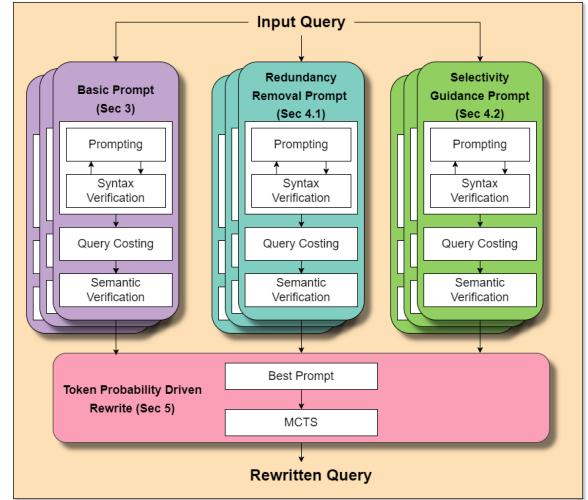 Input Query
Basic Prompt
(Sec 3)
Prompting
Syntax
Verification
Query Costing
Semantic
Verification
Redundancy
Removal Prompt
(Sec 4.1)
Prompting
Syntax
Verification
Query Costing
Semantic
Verification
Selectivity
Guidance Prompt
(Sec 4.2)
Prompting
Syntax
Verification
Query Costing
Semantic
Verification
Token Probability Driven
Rewrite (Sec 5)
Best Prompt
MCTS
Rewritten Query